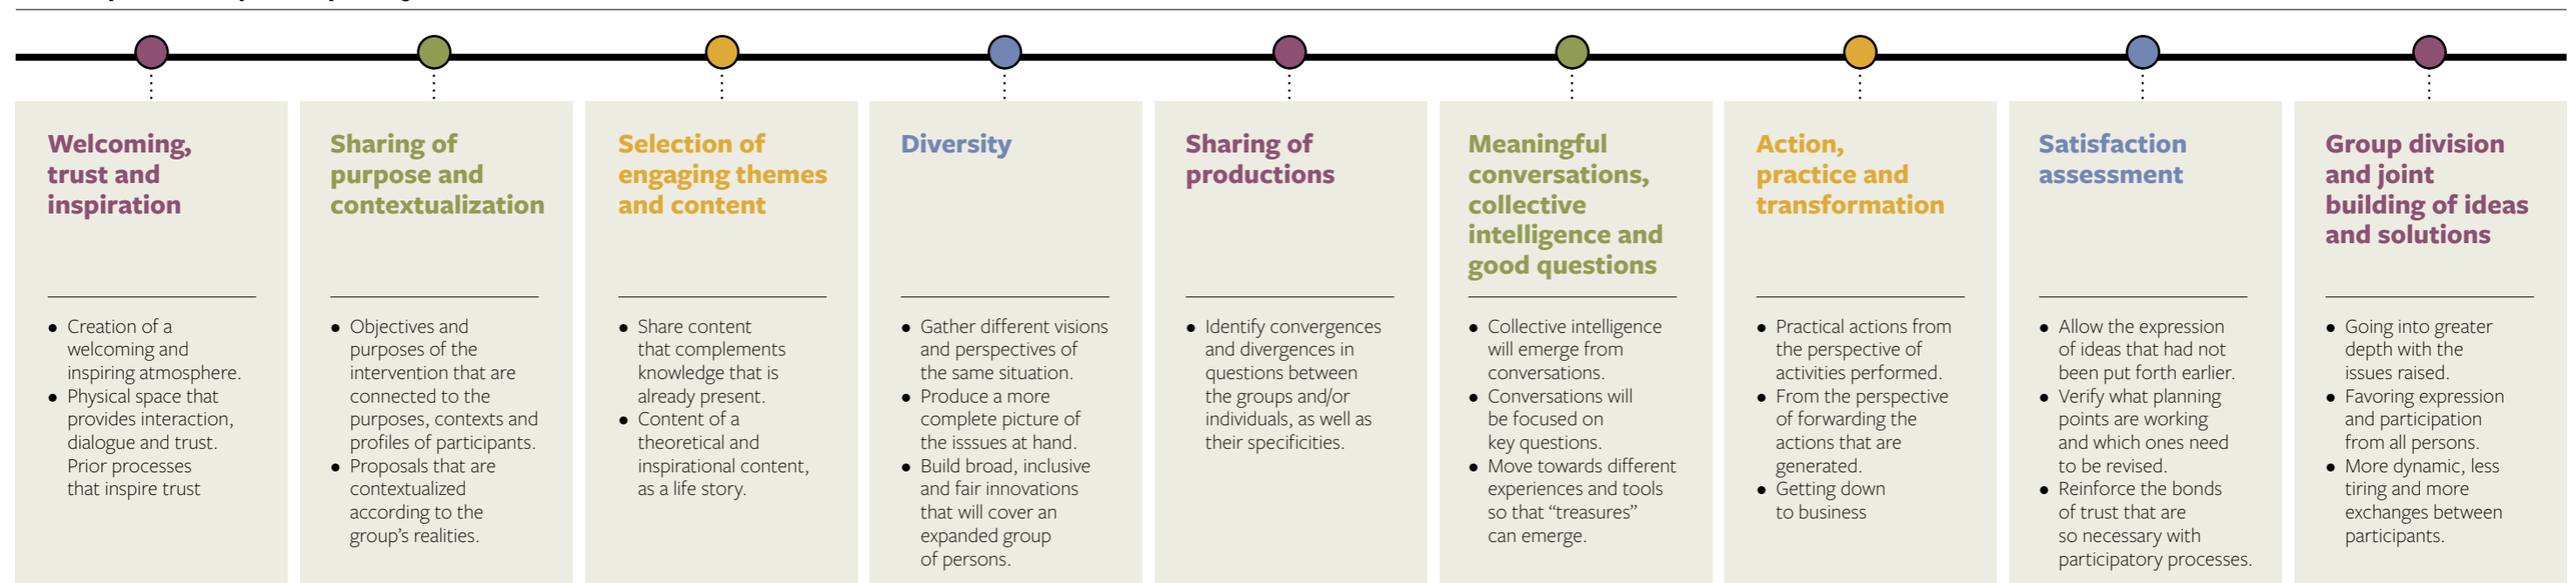 Welcoming,
trust and
inspiration
● Creation of a
welcoming and
inspiring atmosphere.
● Physical space that
provides interaction,
dialogue and trust.
Prior processes
that inspire trust
Sharing of
purpose and
contextualization
● Objectives and
purposes of the
intervention that are
connected to the
purposes, contexts and
profiles of participants.
● Proposals that are
contextualized
according to the
group’s realities.
Selection of
engaging themes
and content
● Share content
that complements
knowledge that is
already present.
● Content of a
theoretical and
inspirational content,
as a life story.
Diversity
● Gather different visions
and perspectives of
the same situation.
● Produce a more
complete picture of
the isssues at hand.
● Build broad, inclusive
and fair innovations
that will cover an
expanded group
of persons.
Sharing of
productions
● Identify convergences
and divergences in
questions between
the groups and/or
individuals, as well as
their specificities.
Meaningful
conversations,
collective
intelligence and
good questions
● Collective intelligence
will emerge from
conversations.
● Conversations will
be focused on
key questions.
● Move towards different
experiences and tools
so that “treasures”
can emerge.
Action,
practice and
transformation
● Practical actions from
the perspective of
activities performed.
● From the perspective
of forwarding the
actions that are
generated.
● Getting down
to business
Satisfaction
assessment
● Allow the expression
of ideas that had not
been put forth earlier.
● Verify what planning
points are working
and which ones need
to be revised.
● Reinforce the bonds
of trust that are
so necessary with
participatory processes.
Group division
and joint
building of ideas
and solutions
● Going into greater
depth with the
issues raised.
● Favoring expression
and participation
from all persons.
● More dynamic, less
tiring and more
exchanges between
participants.